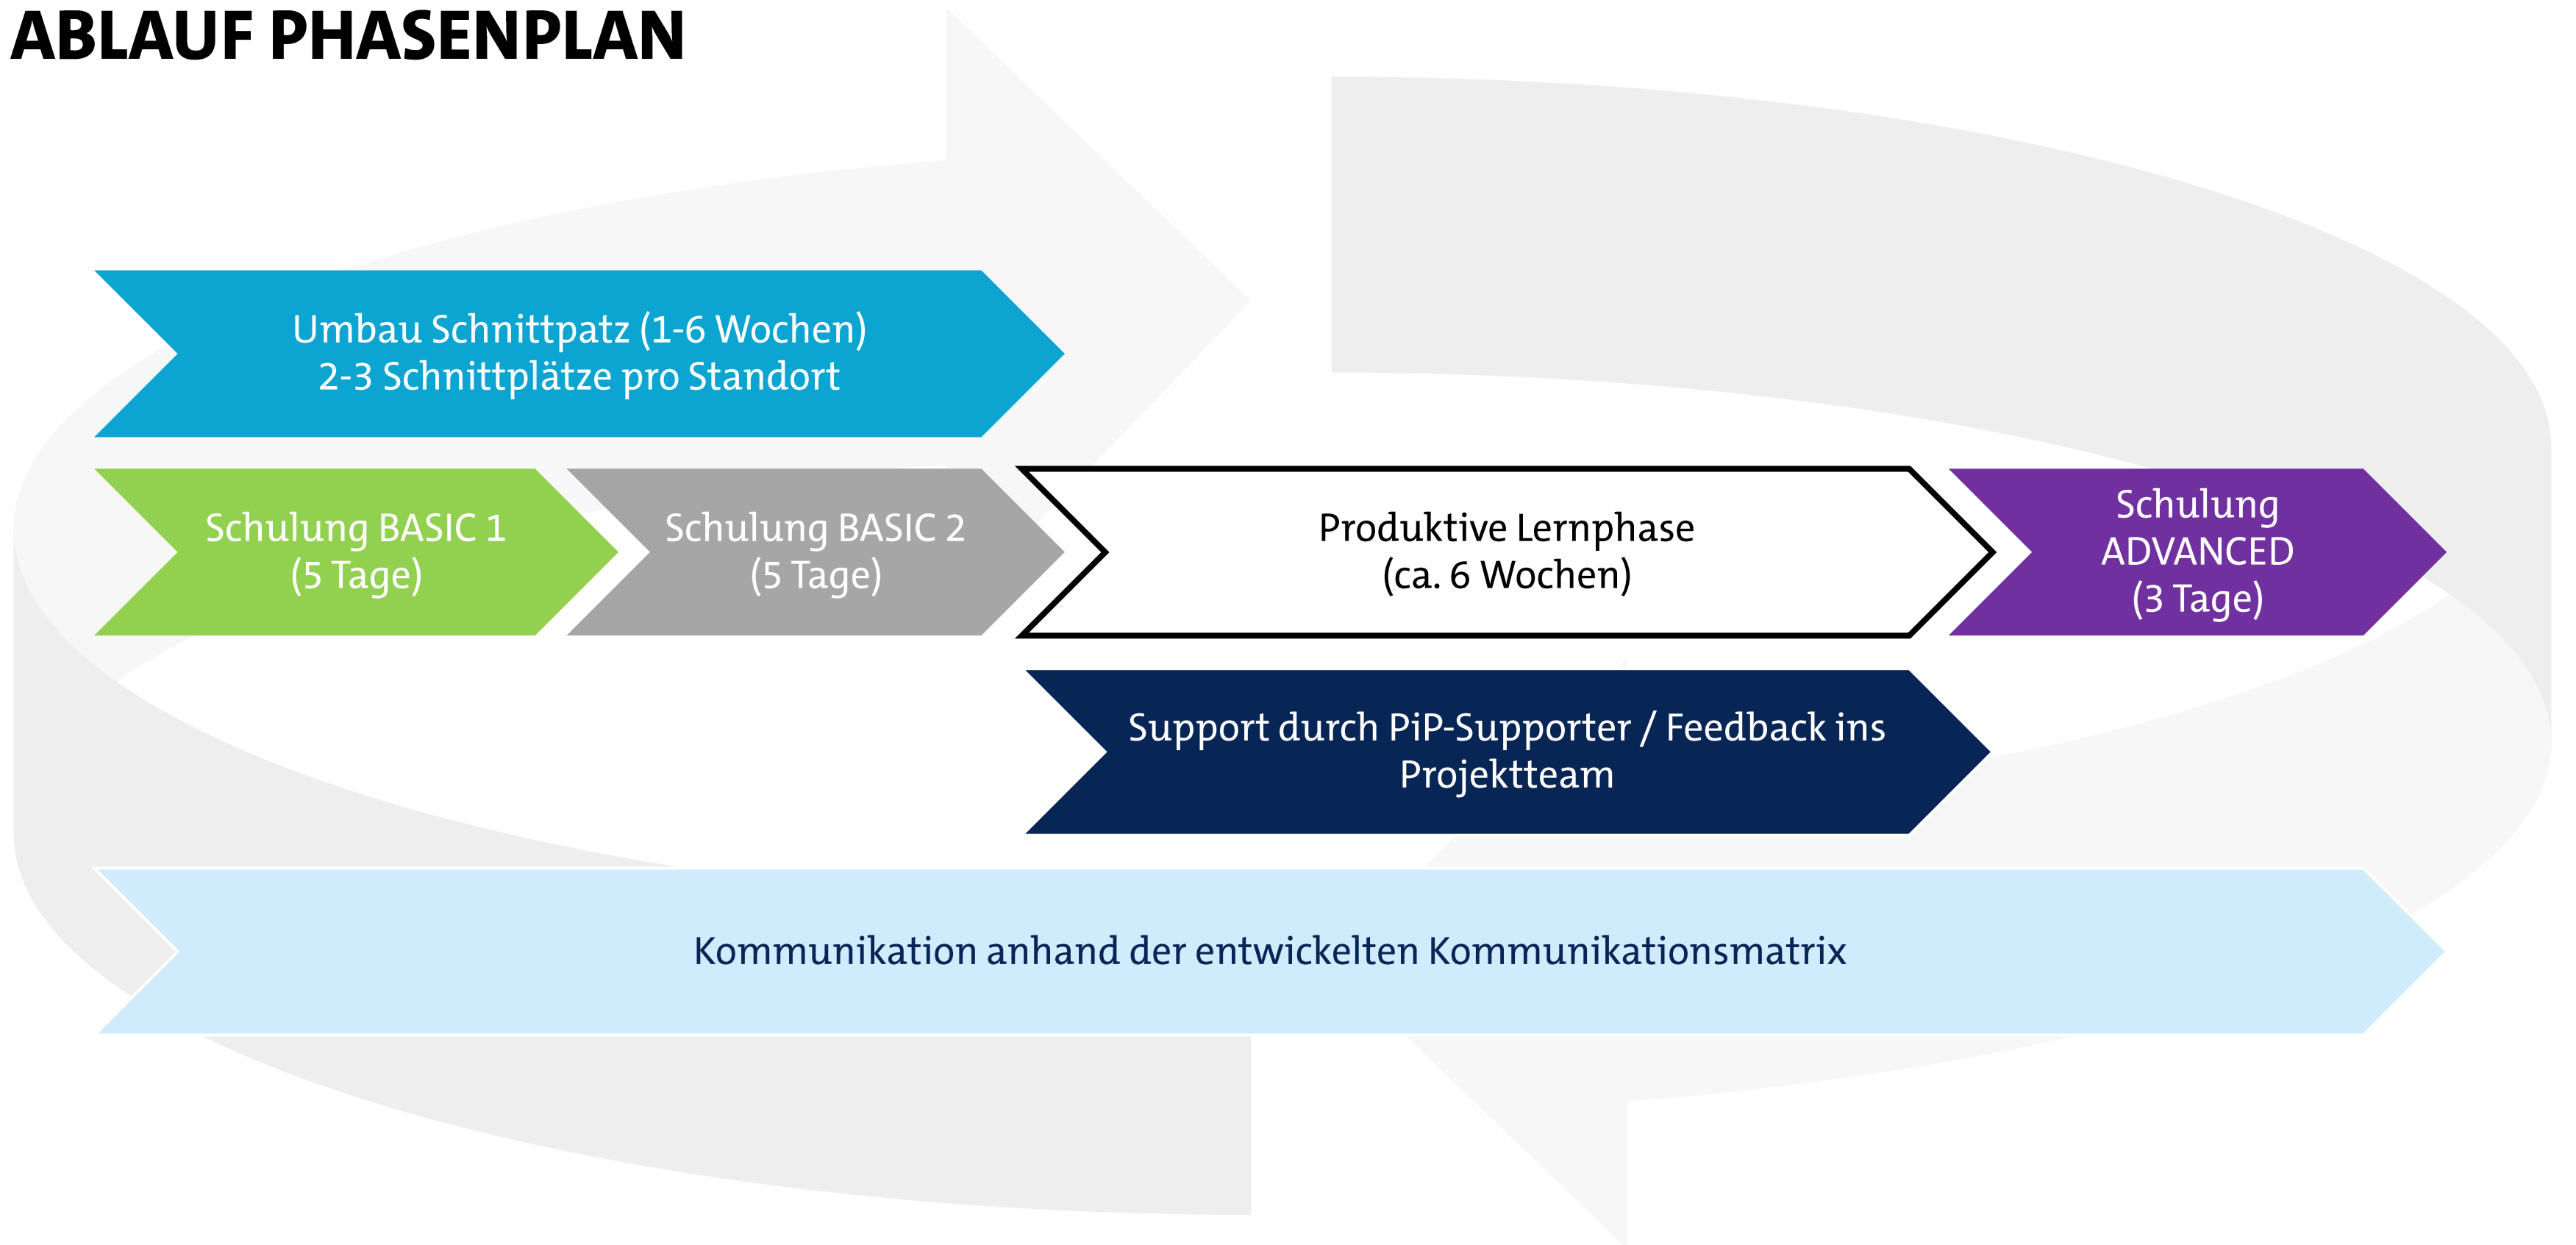 ABLAUF PHASENPLAN
Umbau Schnittpatz (1-6 Wochen)
2-3 Schnittplätze pro Standort
Schulung BASIC 1
(5 Tage)
Schulung BASIC 2
(5 Tage)
Produktive Lernphase
(ca. 6 Wochen)
Schulung
ADVANCED
(3 Tage)
Support durch PiP-Supporter / Feedback ins
Projektteam
Kommunikation anhand der entwickelten Kommunikationsmatrix